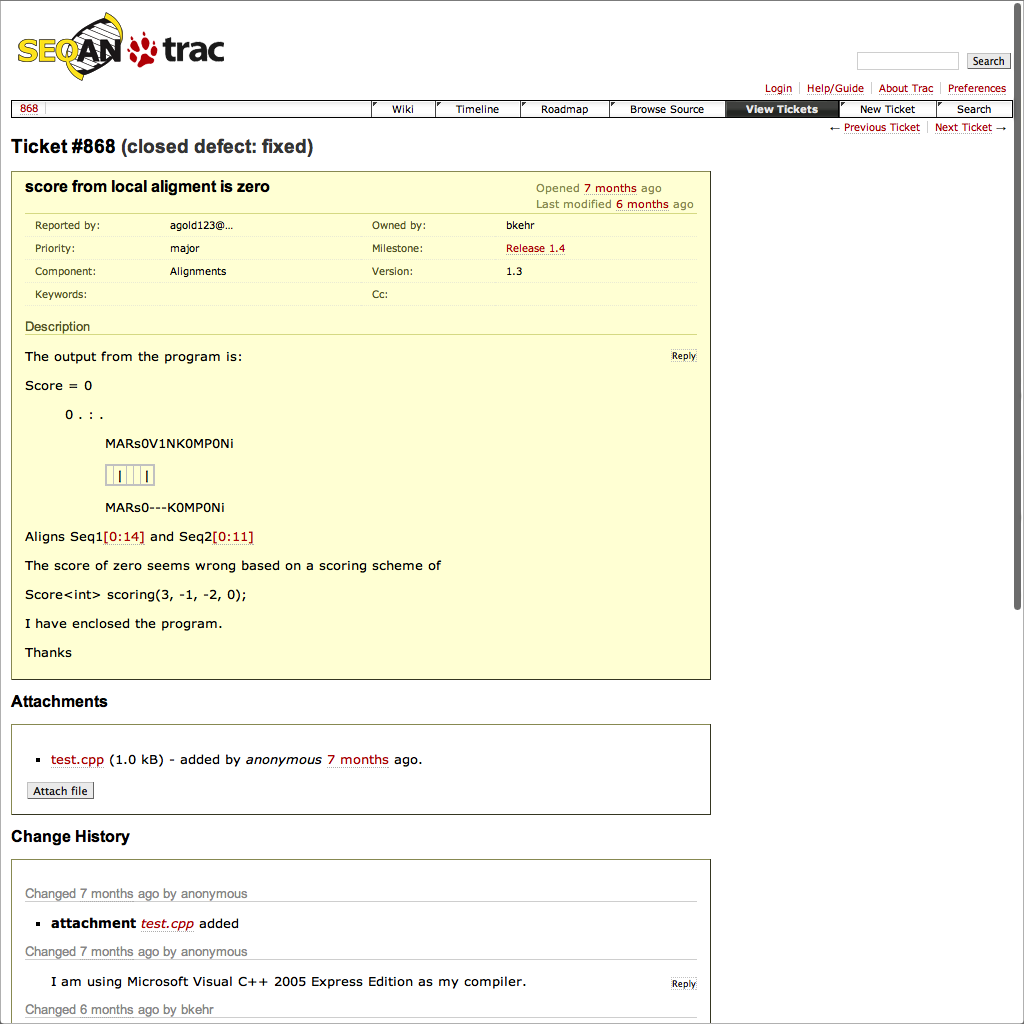 SEQAN trac
Search
Login Help/Guide About Trac Preferences
868 Wiki Timeline Roadmap Browse Source View Tickets New Ticket Search
← Previous Ticket Next Ticket →
Ticket #868 (closed defect: fixed)
score from local aligment is zero
Opened 7 months ago
Last modified 6 months ago
Reported by: agold123@... Owned by: bkehr
Priority: major Milestone: Release 1.4
Component: Alignments Version: 1.3
Keywords: Cc:
Description
The output from the program is: Reply
Score = 0
0 . : .
MARs0V1NK0MP0Ni
| |
MARs0---K0MP0Ni
Aligns Seq1[0:14] and Seq2[0:11]
The score of zero seems wrong based on a scoring scheme of
Score<int> scoring(3, -1, -2, 0);
I have enclosed the program.
Thanks
Attachments
test.cpp (1.0 kB) - added by anonymous 7 months ago.
Attach file
Change History
Changed 7 months ago by anonymous
attachment test.cpp added
Changed 7 months ago by anonymous
I am using Microsoft Visual C++ 2005 Express Edition as my compiler. Reply
Changed 6 months ago by bkehr